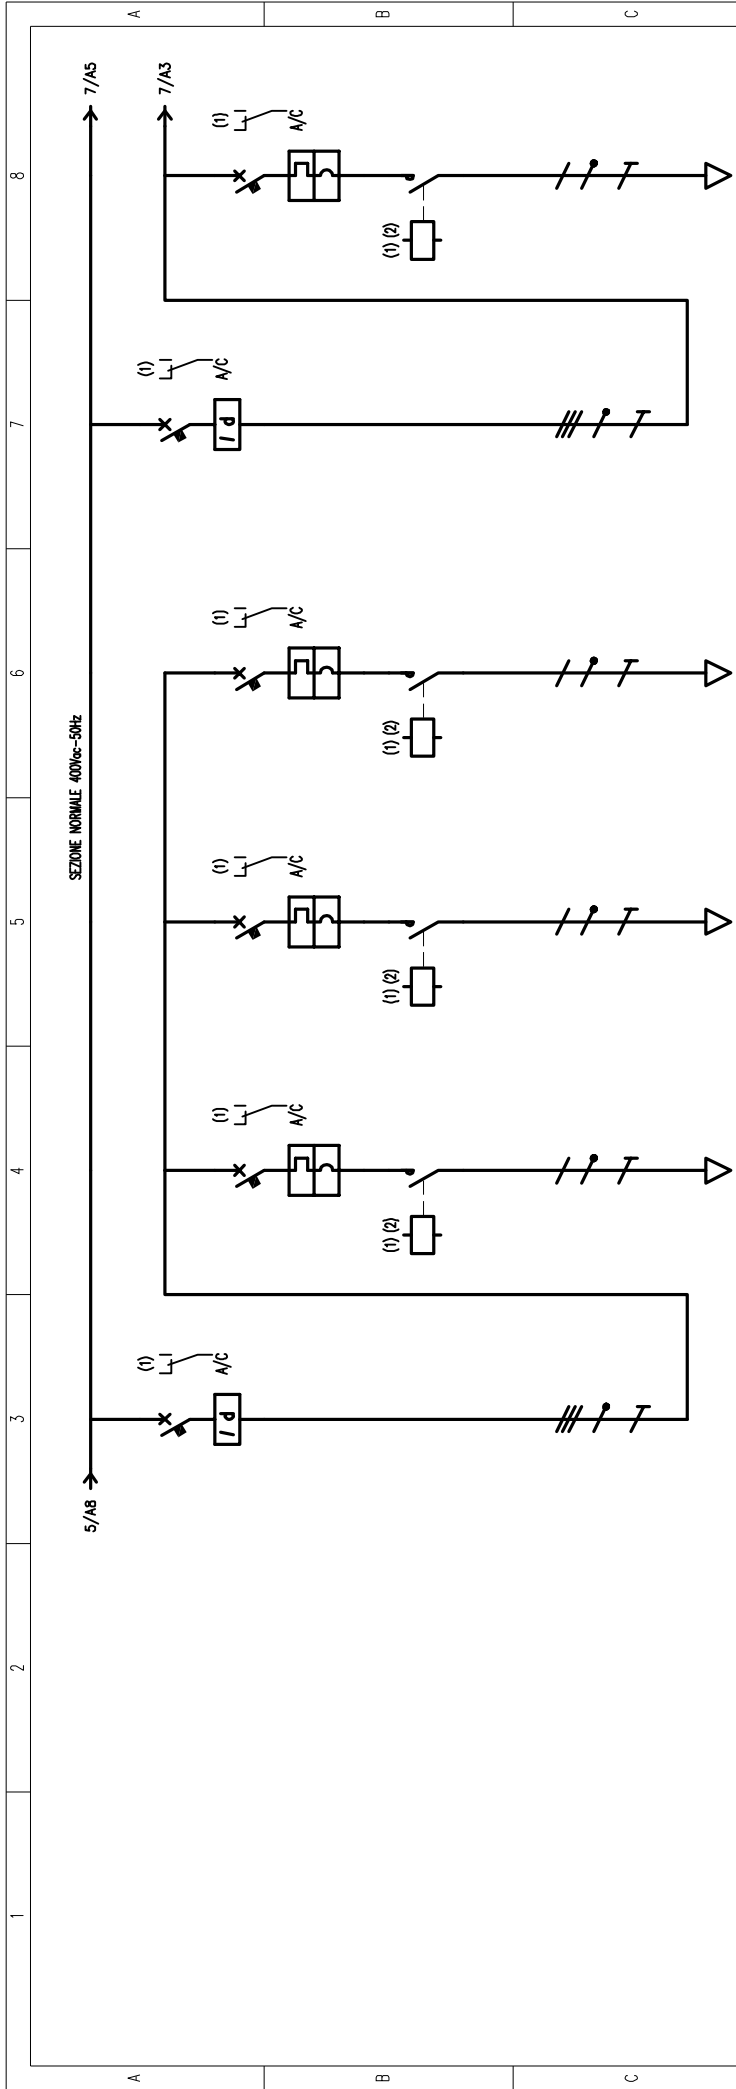 1 2 3 4 5 6 7 8
SEZIONE NORMALE 400Vac-50Hz
5/A8
7/A5
A
A
(1)
(1)
7/A3
A/C
(1)
(1)
(1)
A/C
(1)
A/C
A/C
A/C
A/C
B
B
(1) (2)
(1) (2)
(1) (2)
(1) (2)
C
C